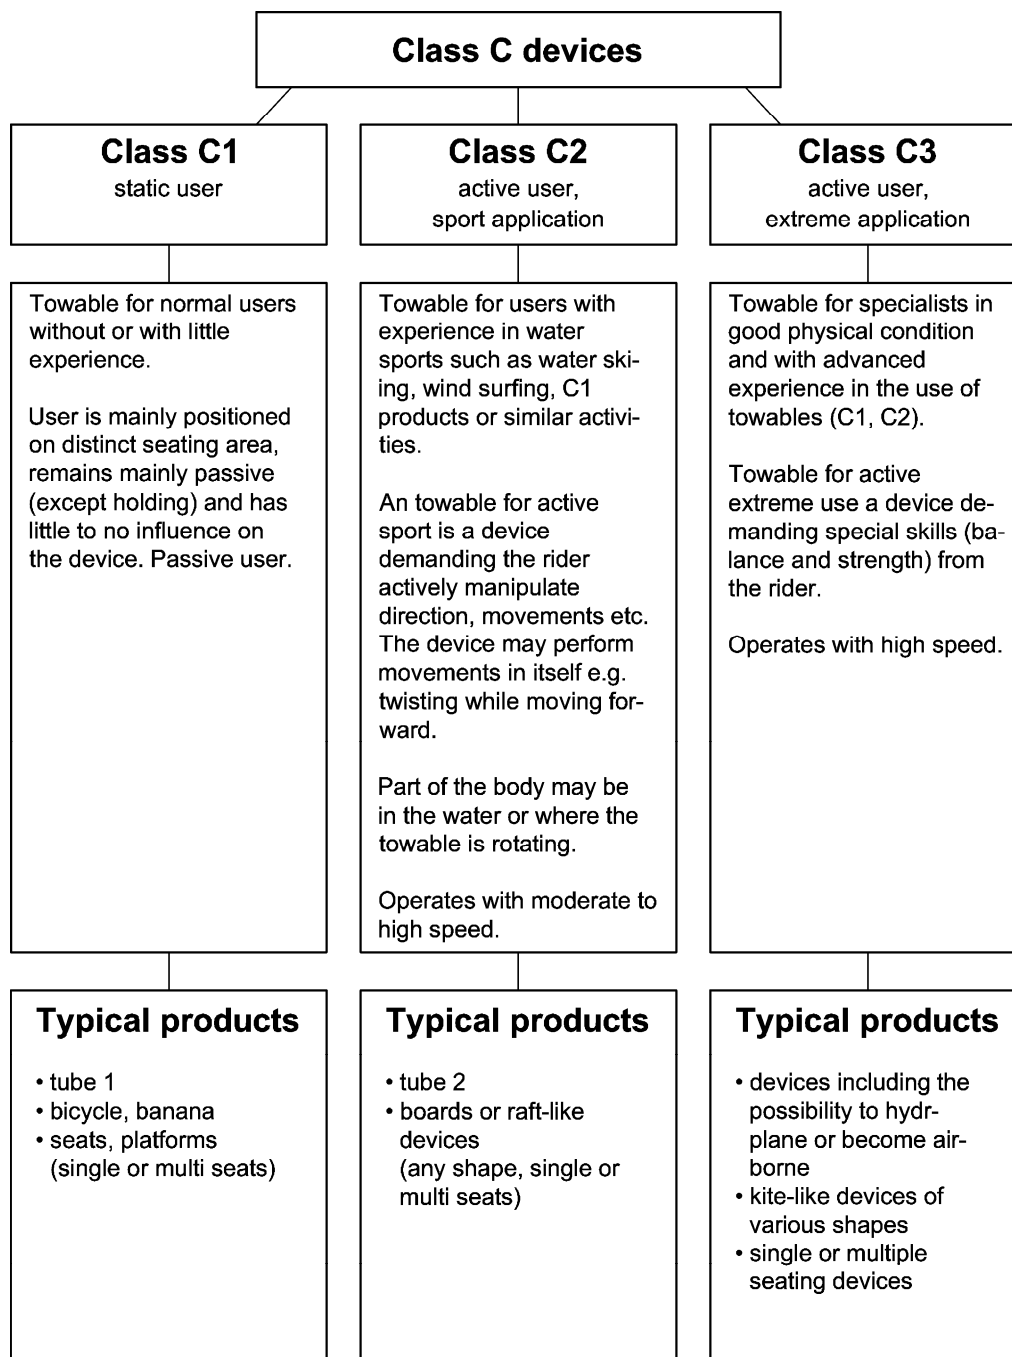 Class C devices
Class C1
static user
Class C2
active user,
sport application
Class C3
active user,
extreme application
Towable for normal users
without or with little
experience.
User is mainly positioned
on distinct seating area,
remains mainly passive
(except holding) and has
little to no influence on
the device. Passive user.
Towable for users with
experience in water
sports such as water ski-
ing, wind surfing, C1
products or similar activi-
ties.
An towable for active
sport is a device
demanding the rider
actively manipulate
direction, movements etc.
The device may perform
movements in itself e.g.
twisting while moving for-
ward.
Part of the body may be
in the water or where the
towable is rotating.
Operates with moderate to
high speed.
Towable for specialists in
good physical condition
and with advanced
experience in the use of
towables (C1, C2).
Towable for active
extreme use a device de-
manding special skills (ba-
lance and strength) from
the rider.
Operates with high speed.
Typical products
• tube 1
• bicycle, banana
• seats, platforms
(single or multi seats)
Typical products
• tube 2
• boards or raft-like
devices
(any shape, single or
multi seats)
Typical products
• devices including the
possibility to hydr-
plane or become air-
borne
• kite-like devices of
various shapes
• single or multiple
seating devices